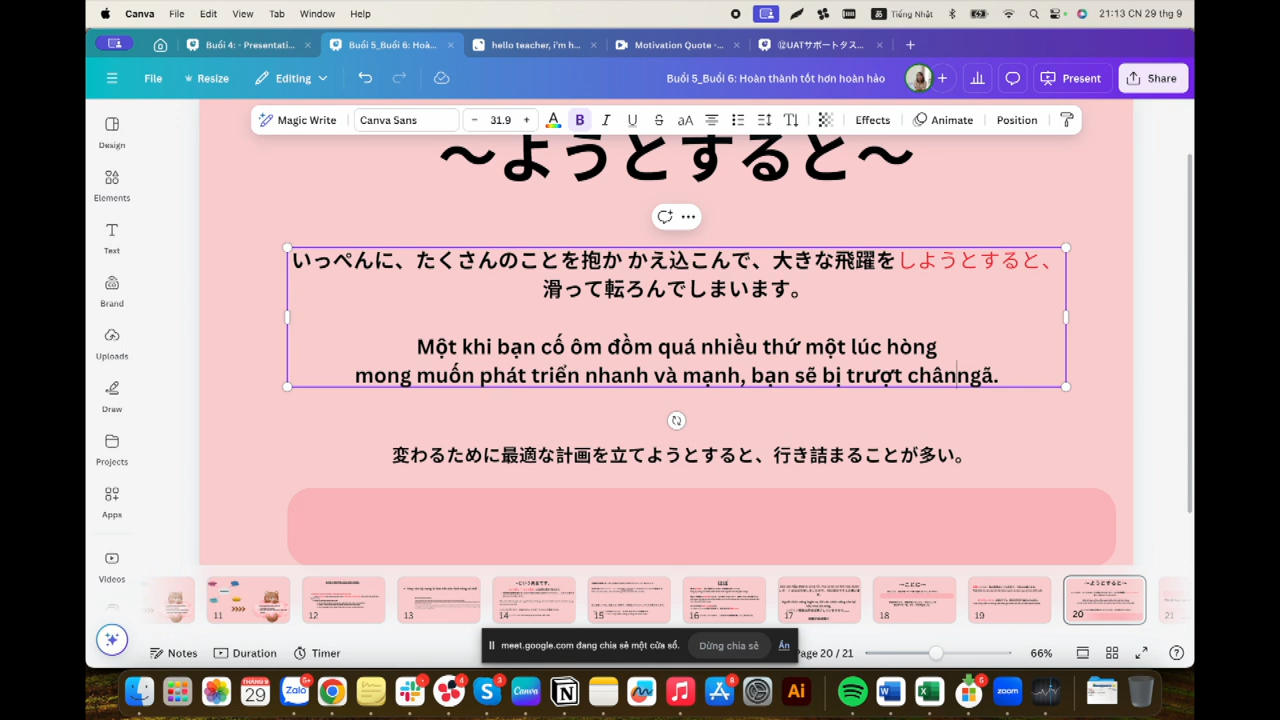 Canva File Edit View Tab Window Help あ Tiếng Nhật 21:13 CN 29 thg 9
Buổi 4: - Presentati... Buổi 5_Buổi 6: Hoà... hello teacher, i'm h... Motivation Quote -... ⑫UATサポートタス...
File Resize Editing Buổi 5_Buổi 6: Hoàn thành tốt hơn hoàn hảo Present Share
Magic Write Canva Sans – 31.9 + A B I U S aA Effects Animate Position
Design
Elements
Text
Brand
Uploads
Draw
Projects
Apps
Videos
〜ようとすると〜
いっぺんに、たくさんのことを抱か かえ込こんで、大きな飛躍をしようとすると、
滑って転ろんでしまいます。
Một khi bạn cố ôm đồm quá nhiều thứ một lúc hòng
mong muốn phát triển nhanh và mạnh, bạn sẽ bị trượt chânngã.
変わるために最適な計画を立てようとすると、行き詰まることが多い。
11 12 13 14 15 16 17 18 19 20 21
meet.google.com đang chia sẻ một cửa sổ. Dừng chia sẻ Ẩn
Notes Duration Timer Page 20 / 21 66%
THÁNG 9
29
Zalo
Canva
Ai
zoom